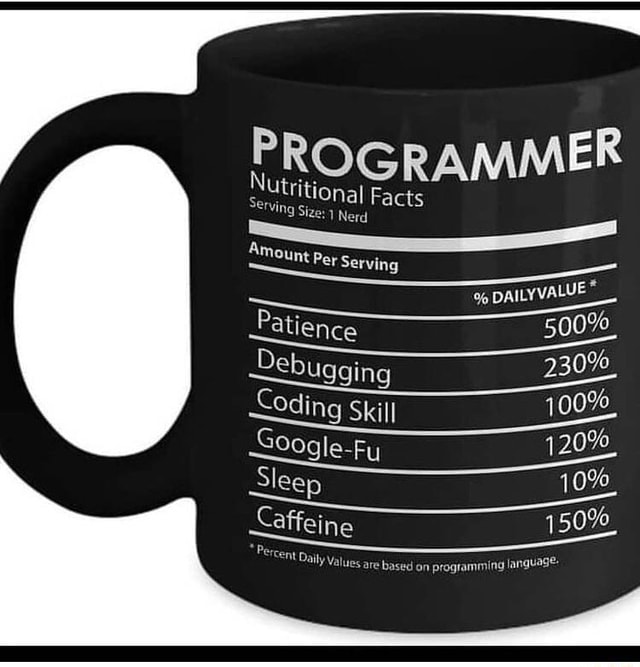 PROGRAMMER
Nutritional Facts
Serving Size: 1 Nerd
Amount Per Serving
% DAILYVALUE *
Patience 500%
Debugging 230%
Coding Skill 100%
Google-Fu 120%
Sleep 10%
Caffeine 150%
* Percent Daily Values are based on programming language.